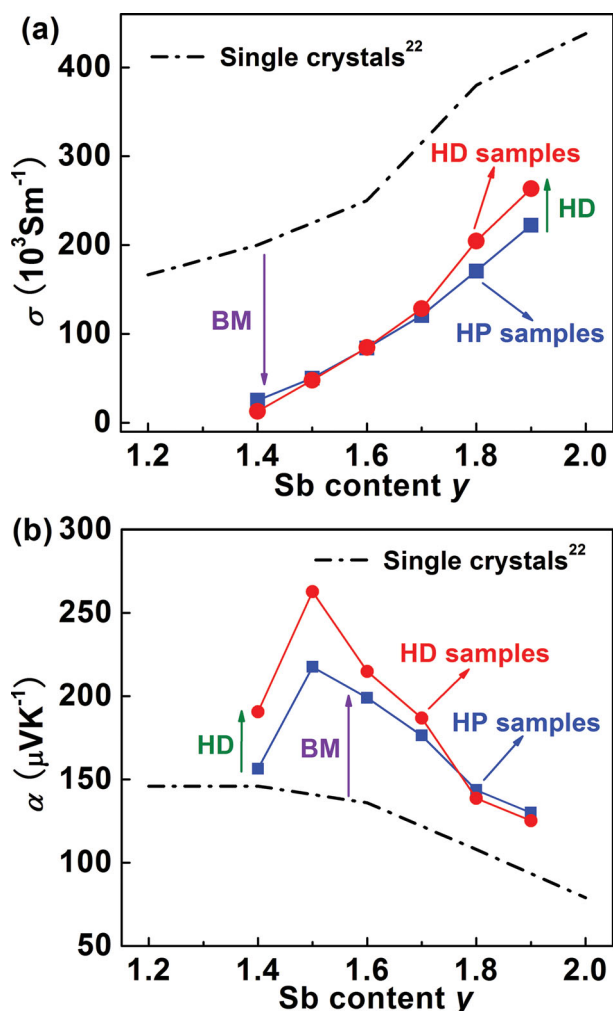 (a)
Single crystals²²
HD samples
HD
BM
HP samples
σ (10³Sm⁻¹)
400
300
200
100
0
1.2 1.4 1.6 1.8 2.0
Sb content y
(b)
Single crystals²²
HD samples
HP samples
HD
BM
α (μVK⁻¹)
300
250
200
150
100
50
1.2 1.4 1.6 1.8 2.0
Sb content y